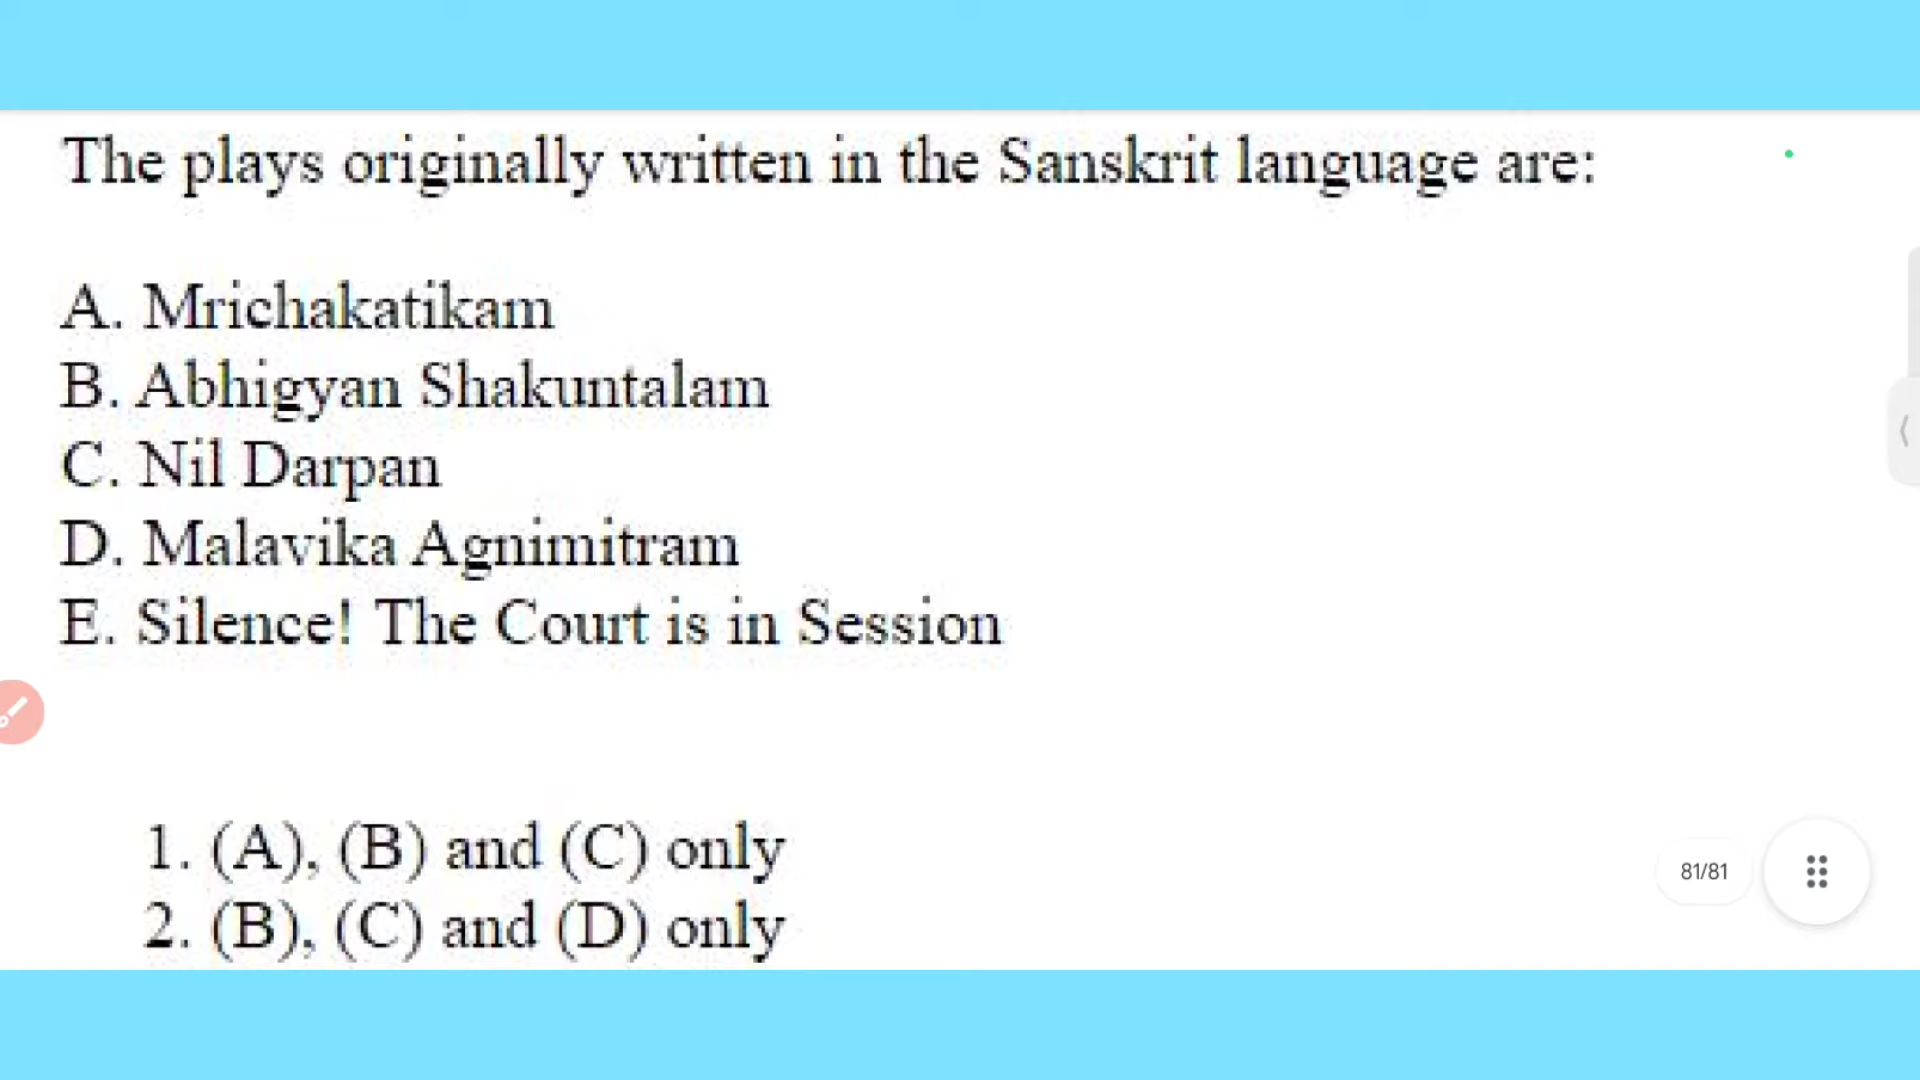 The plays originally written in the Sanskrit language are:
A. Mrichakatikam
B. Abhigyan Shakuntalam
C. Nil Darpan
D. Malavika Agnimitram
E. Silence! The Court is in Session
1. (A), (B) and (C) only
81/81
2. (B), (C) and (D) only